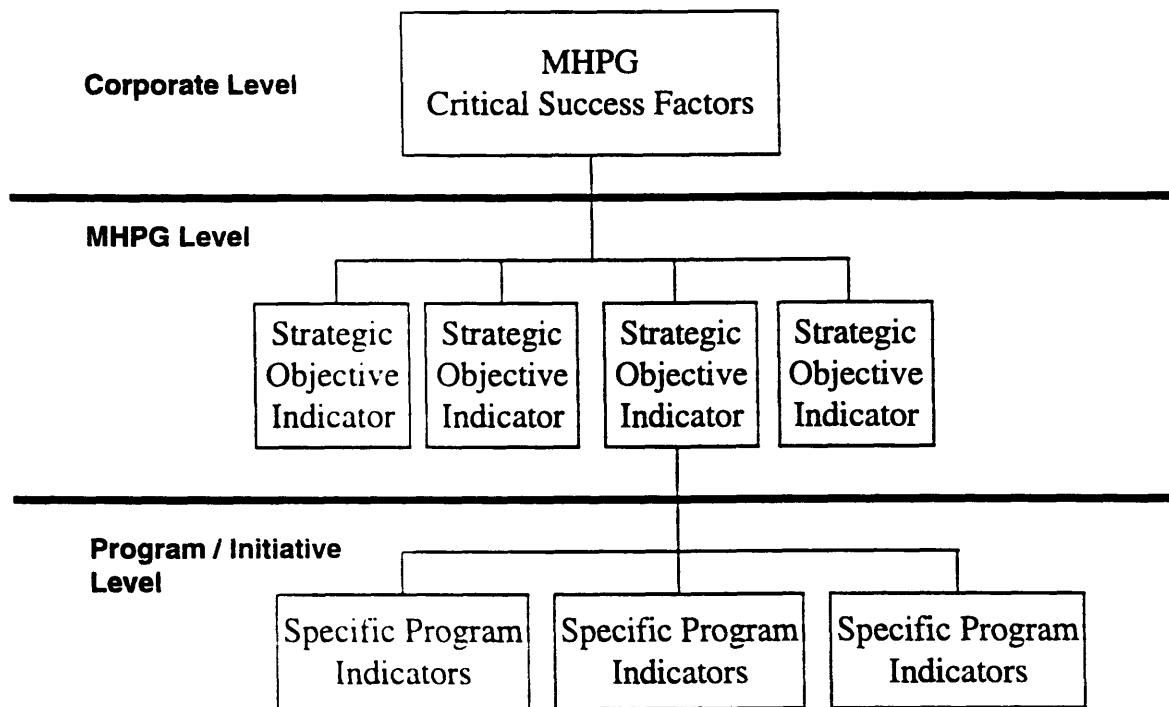 Corporate Level
MHPG
Critical Success Factors
MHPG Level
Strategic
Objective
Indicator
Strategic
Objective
Indicator
Strategic
Objective
Indicator
Strategic
Objective
Indicator
Program / Initiative
Level
Specific Program
Indicators
Specific Program
Indicators
Specific Program
Indicators